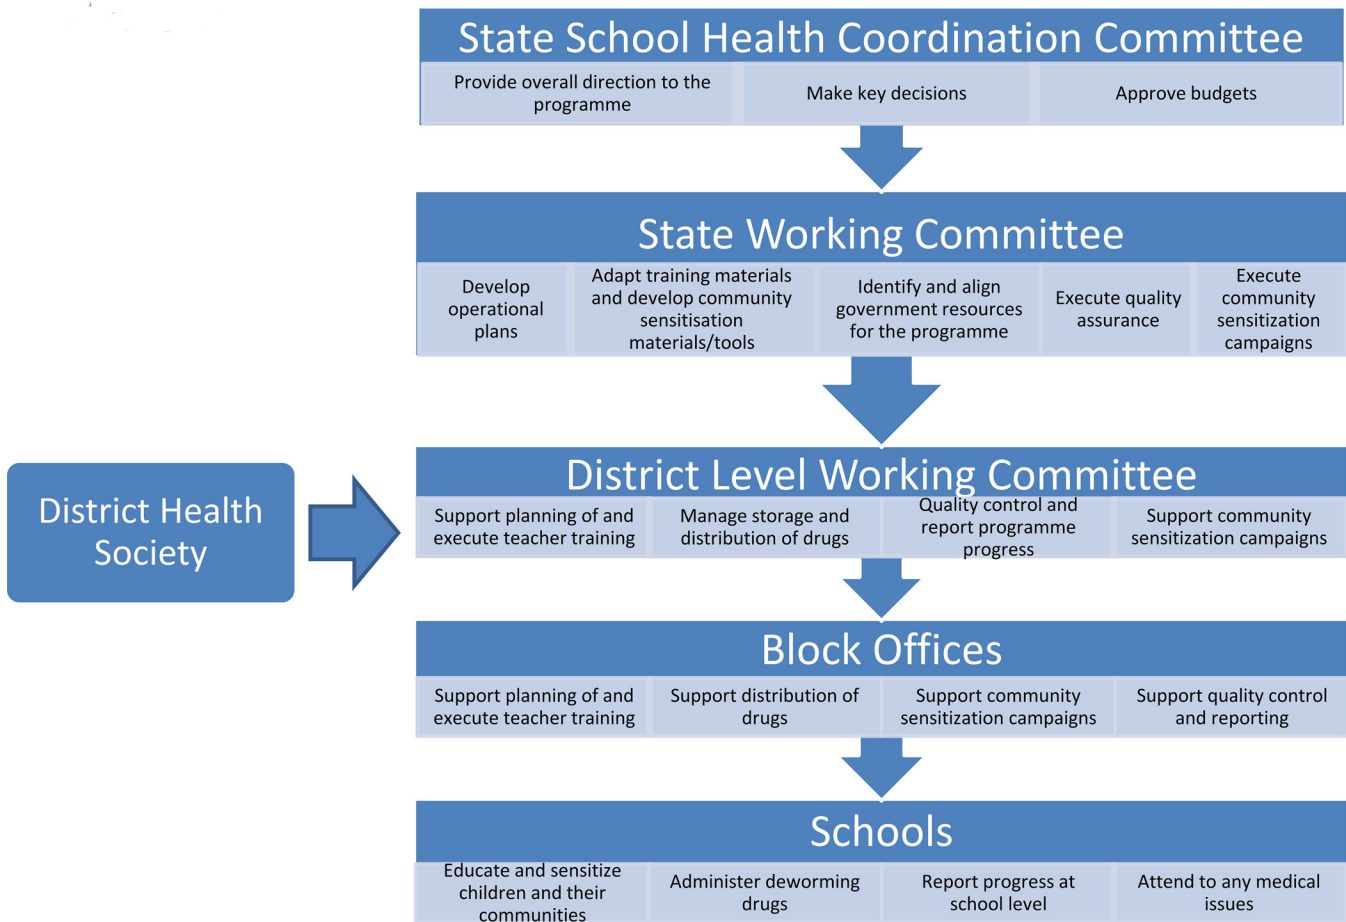 State School Health Coordination Committee
Provide overall direction to the
programme
Make key decisions
Approve budgets
State Working Committee
Develop
operational
plans
Adapt training materials
and develop community
sensitisation
materials/tools
Identify and align
government resources
for the programme
Execute quality
assurance
Execute
community
sensitization
campaigns
District Health
Society
District Level Working Committee
Support planning of and
execute teacher training
Manage storage and
distribution of drugs
Quality control and
report programme
progress
Support community
sensitization campaigns
Block Offices
Support planning of and
execute teacher training
Support distribution of
drugs
Support community
sensitization campaigns
Support quality control
and reporting
Schools
Educate and sensitize
children and their
communities
Administer deworming
drugs
Report progress at
school level
Attend to any medical
issues